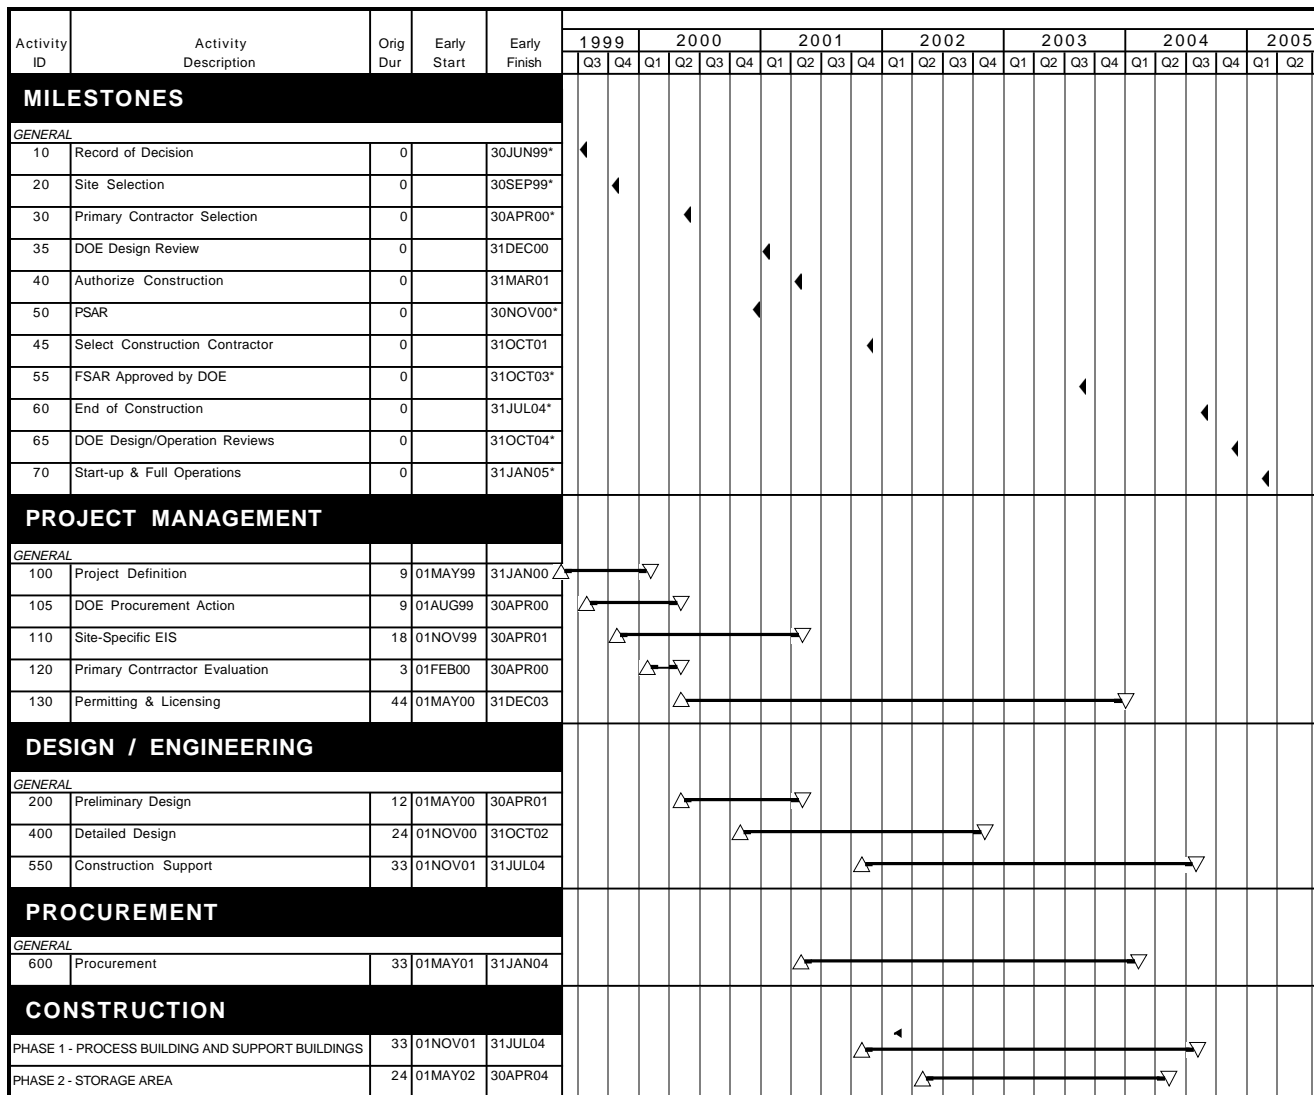 1999 2000 2001 2002 2003 2004 2005
Activity Activity Orig Early Early
ID Description Dur Start Finish
Q3 Q4 Q1 Q2 Q3 Q4 Q1 Q2 Q3 Q4 Q1 Q2 Q3 Q4 Q1 Q2 Q3 Q4 Q1 Q2 Q3 Q4 Q1 Q2
MILESTONES
GENERAL
10 Record of Decision 0 30JUN99*
20 Site Selection 0 30SEP99*
30 Primary Contractor Selection 0 30APR00*
35 DOE Design Review 0 31DEC00
40 Authorize Construction 0 31MAR01
50 PSAR 0 30NOV00*
45 Select Construction Contractor 0 31OCT01
55 FSAR Approved by DOE 0 31OCT03*
60 End of Construction 0 31JUL04*
65 DOE Design/Operation Reviews 0 31OCT04*
70 Start-up & Full Operations 0 31JAN05*
PROJECT MANAGEMENT
GENERAL
100 Project Definition 9 01MAY99 31JAN00
105 DOE Procurement Action 9 01AUG99 30APR00
110 Site-Specific EIS 18 01NOV99 30APR01
120 Primary Contrractor Evaluation 3 01FEB00 30APR00
130 Permitting & Licensing 44 01MAY00 31DEC03
DESIGN / ENGINEERING
GENERAL
200 Preliminary Design 12 01MAY00 30APR01
400 Detailed Design 24 01NOV00 31OCT02
550 Construction Support 33 01NOV01 31JUL04
PROCUREMENT
GENERAL
600 Procurement 33 01MAY01 31JAN04
CONSTRUCTION
PHASE 1 - PROCESS BUILDING AND SUPPORT BUILDINGS 33 01NOV01 31JUL04
PHASE 2 - STORAGE AREA 24 01MAY02 30APR04